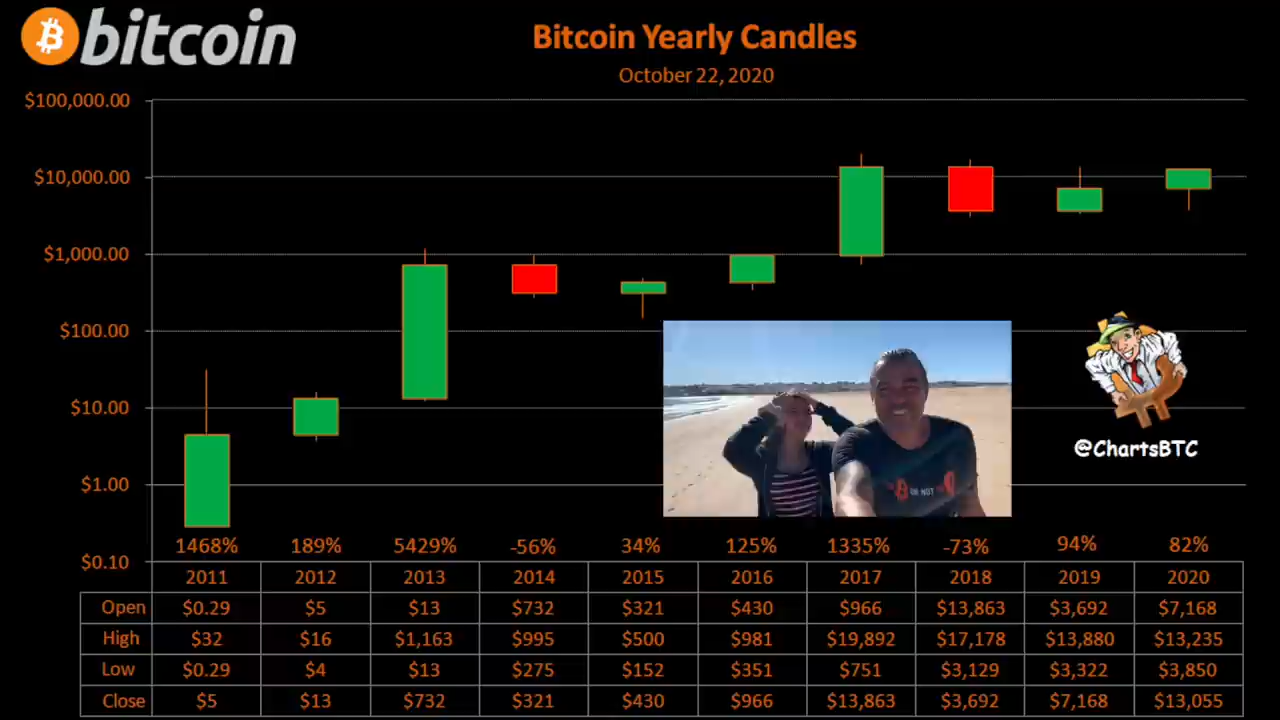 bitcoin
Bitcoin Yearly Candles
October 22, 2020
$100,000.00
$10,000.00
$1,000.00
$100.00
$10.00
$1.00
$0.10
@ChartsBTC
OR NOT
1468% 189% 5429% -56% 34% 125% 1335% -73% 94% 82%
2011 2012 2013 2014 2015 2016 2017 2018 2019 2020
Open $0.29 $5 $13 $732 $321 $430 $966 $13,863 $3,692 $7,168
High $32 $16 $1,163 $995 $500 $981 $19,892 $17,178 $13,880 $13,235
Low $0.29 $4 $13 $275 $152 $351 $751 $3,129 $3,322 $3,850
Close $5 $13 $732 $321 $430 $966 $13,863 $3,692 $7,168 $13,055